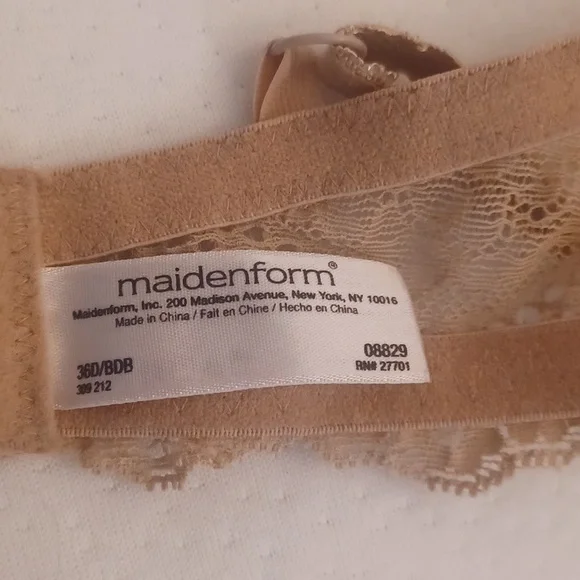 maidenform®
Maidenform, Inc. 200 Madison Avenue, New York, NY 10016
Made in China / Fait en Chine / Hecho en China
36D/BDB
309 212
08829
RN# 27701